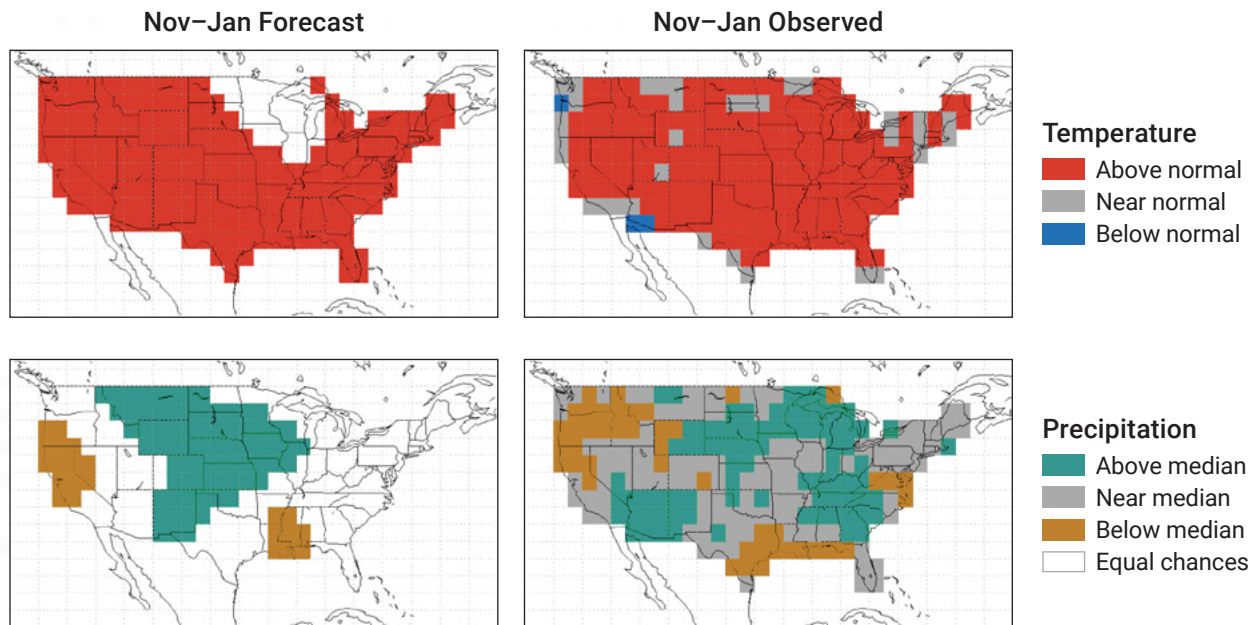 Nov–Jan Forecast
Nov–Jan Observed
Temperature
Above normal
Near normal
Below normal
Precipitation
Above median
Near median
Below median
Equal chances